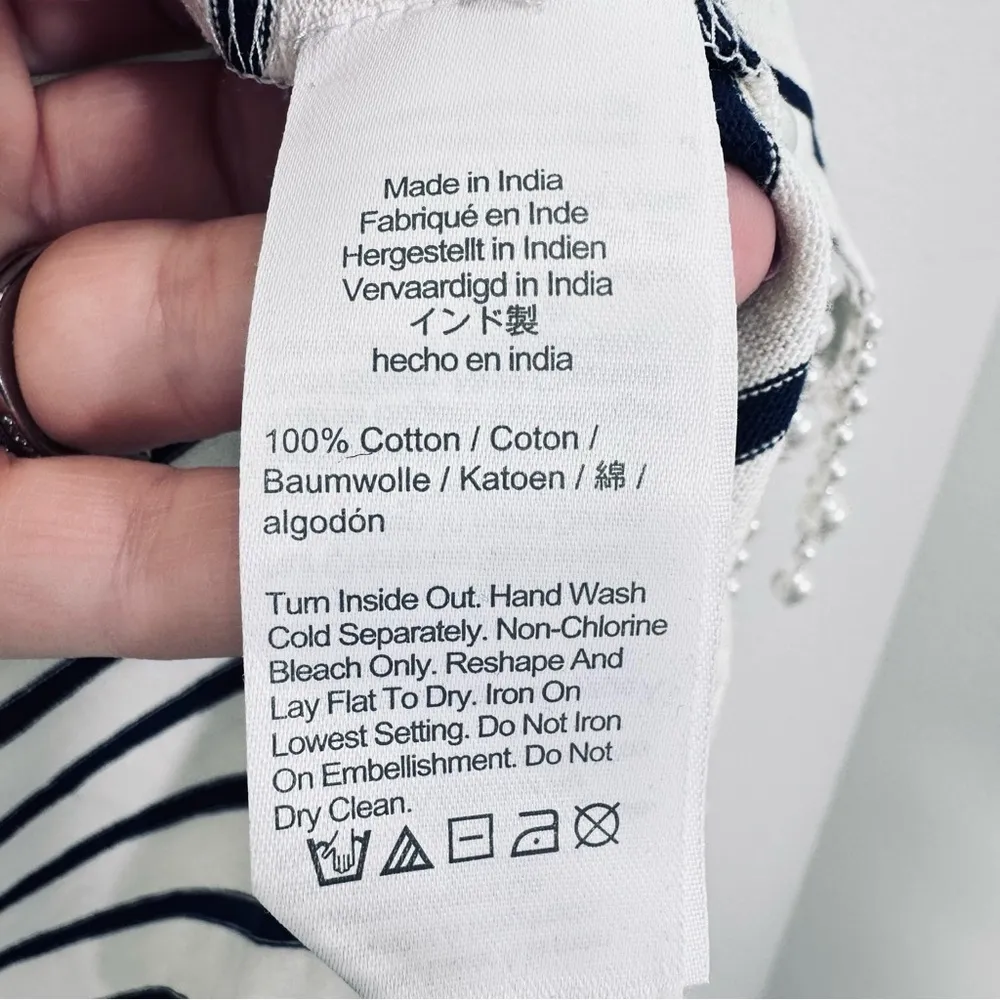 Made in India
Fabriqué en Inde
Hergestellt in Indien
Vervaardigd in India
インド製
hecho en india
100% Cotton / Coton /
Baumwolle / Katoen / 綿 /
algodón
Turn Inside Out. Hand Wash
Cold Separately. Non-Chlorine
Bleach Only. Reshape And
Lay Flat To Dry. Iron On
Lowest Setting. Do Not Iron
On Embellishment. Do Not
Dry Clean.